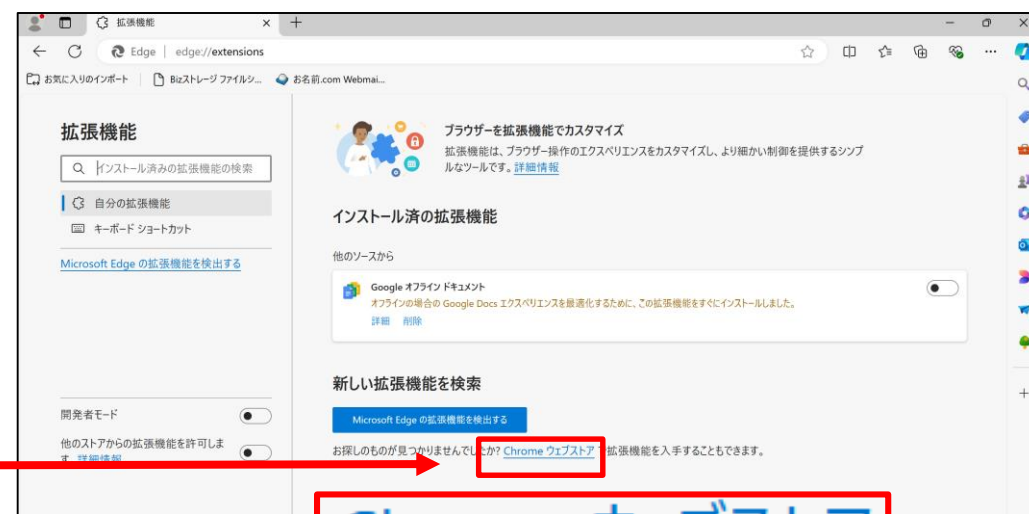 拡張機能
Edge | edge://extensions
お気に入りのインポート
Bizストレージ ファイルシ...
お名前.com Webmai...
拡張機能
インストール済みの拡張機能の検索
自分の拡張機能
キーボード ショートカット
Microsoft Edge の拡張機能を検出する
開発者モード
他のストアからの拡張機能を許可しま
す。詳細情報
ブラウザーを拡張機能でカスタマイズ
拡張機能は、ブラウザー操作のエクスペリエンスをカスタマイズし、より細かい制御を提供するシンプ
ルなツールです。詳細情報
インストール済の拡張機能
他のソースから
Google オフライン ドキュメント
オフラインの場合の Google Docs エクスペリエンスを最適化するために、この拡張機能をすぐにインストールしました。
詳細 削除
新しい拡張機能を検索
Microsoft Edge の拡張機能を検出する
お探しのものが見つかりませんでしたか? Chrome ウェブストア で拡張機能を入手することもできます。